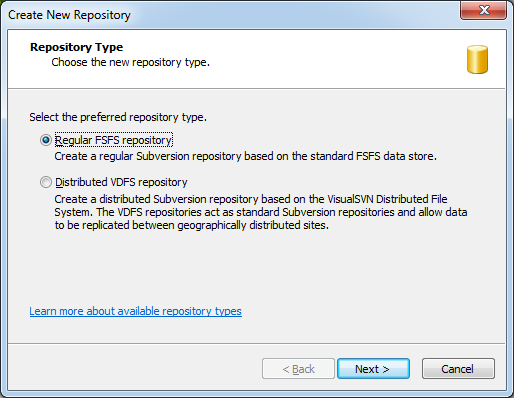 Create New Repository
Repository Type
Choose the new repository type.
Select the preferred repository type.
Regular FSFS repository
Create a regular Subversion repository based on the standard FSFS data store.
Distributed VDFS repository
Create a distributed Subversion repository based on the VisualSVN Distributed File
System. The VDFS repositories act as standard Subversion repositories and allow data
to be replicated between geographically distributed sites.
Learn more about available repository types
< Back
Next >
Cancel